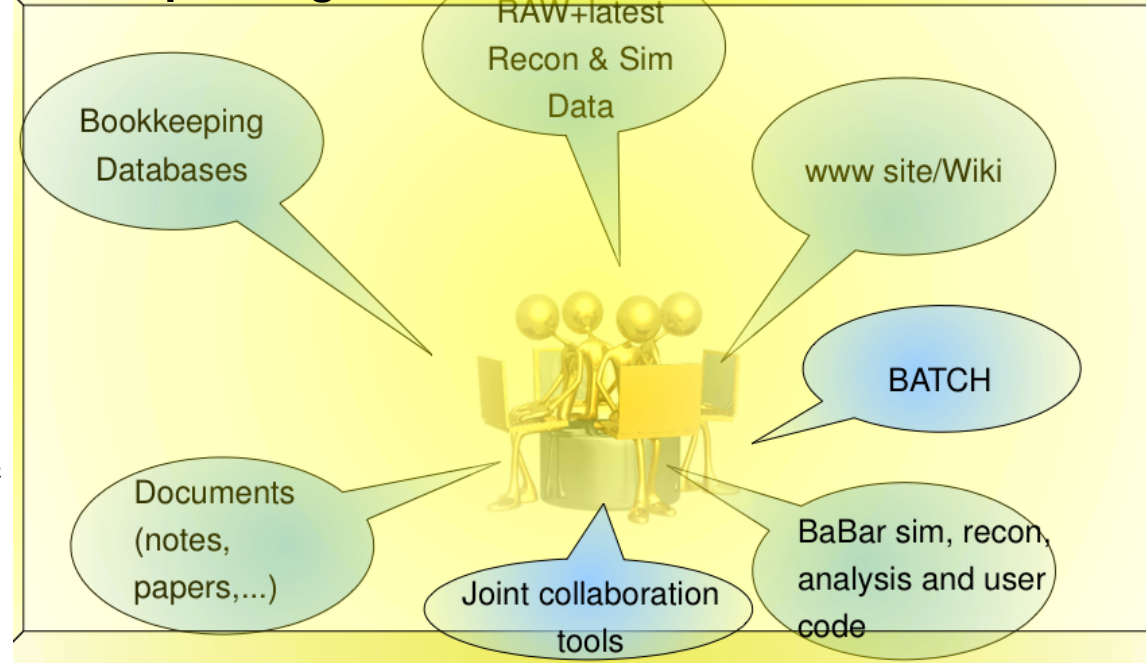 RAW+latest
Recon & Sim
Data
Bookkeeping
Databases
www site/Wiki
BATCH
Documents
(notes,
papers,...)
Joint collaboration
tools
BaBar sim, recon,
analysis and user
code